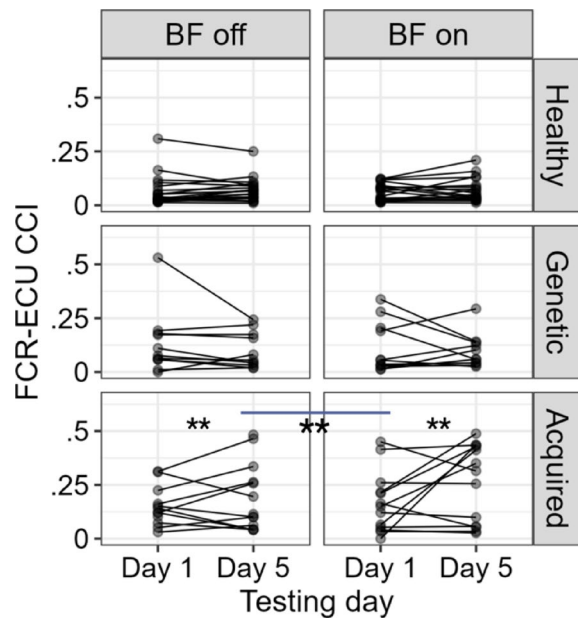 BF off
BF on
.5
.25
0
Healthy
.5
.25
0
Genetic
FCR-ECU CCI
**
**
**
.5
.25
0
Acquired
Day 1
Day 5
Day 1
Day 5
Testing day